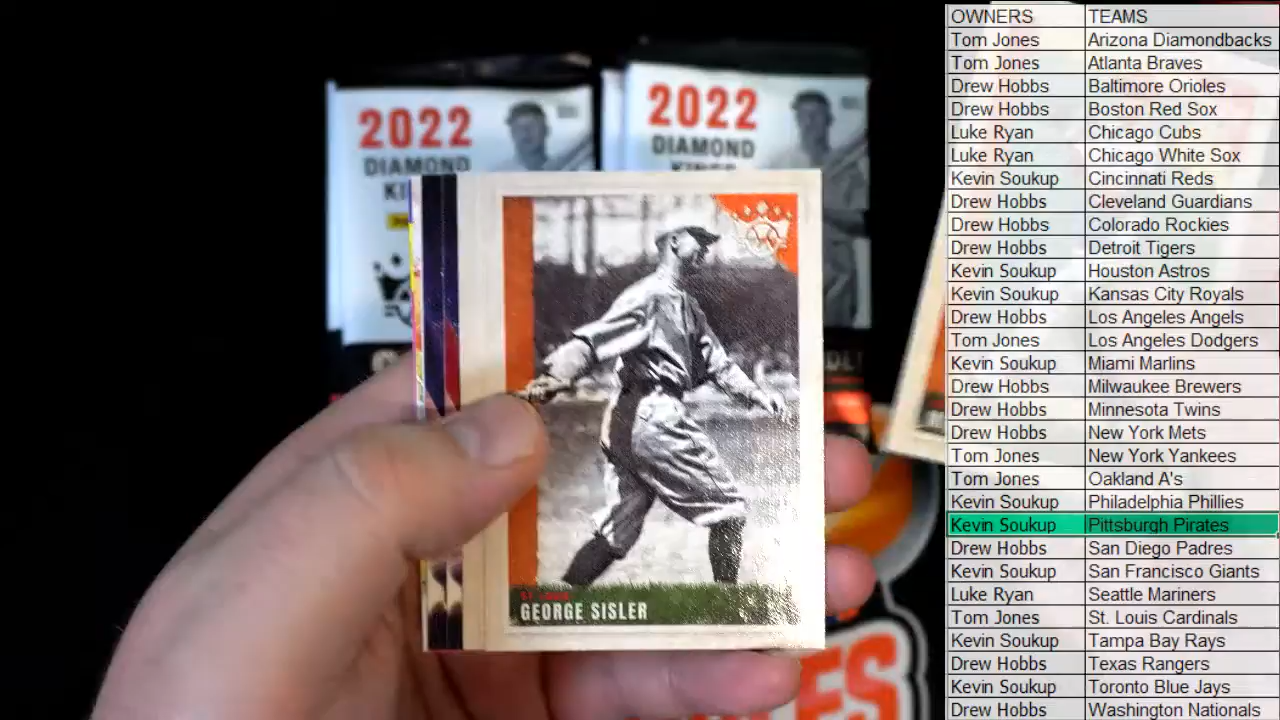 2022
DIAMOND
2022
DIAMOND
KINGS
GEORGE SISLER
OWNERS TEAMS
Tom Jones Arizona Diamondbacks
Tom Jones Atlanta Braves
Drew Hobbs Baltimore Orioles
Drew Hobbs Boston Red Sox
Luke Ryan Chicago Cubs
Luke Ryan Chicago White Sox
Kevin Soukup Cincinnati Reds
Drew Hobbs Cleveland Guardians
Drew Hobbs Colorado Rockies
Drew Hobbs Detroit Tigers
Kevin Soukup Houston Astros
Kevin Soukup Kansas City Royals
Drew Hobbs Los Angeles Angels
Tom Jones Los Angeles Dodgers
Kevin Soukup Miami Marlins
Drew Hobbs Milwaukee Brewers
Drew Hobbs Minnesota Twins
Drew Hobbs New York Mets
Tom Jones New York Yankees
Tom Jones Oakland A's
Kevin Soukup Philadelphia Phillies
Kevin Soukup Pittsburgh Pirates
Drew Hobbs San Diego Padres
Kevin Soukup San Francisco Giants
Luke Ryan Seattle Mariners
Tom Jones St. Louis Cardinals
Kevin Soukup Tampa Bay Rays
Drew Hobbs Texas Rangers
Kevin Soukup Toronto Blue Jays
Drew Hobbs Washington Nationals